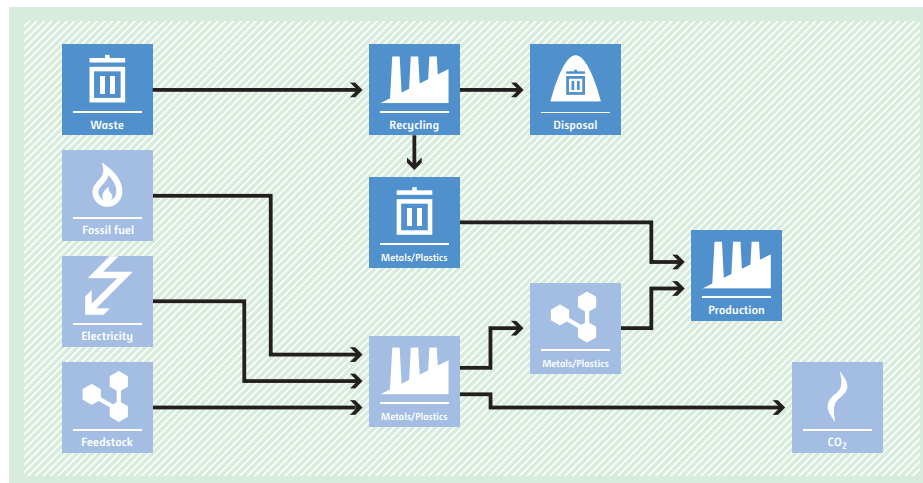 Waste
Recycling
Disposal
Fossil fuel
Metals/Plastics
Electricity
Production
Metals/Plastics
Feedstock
Metals/Plastics
CO₂